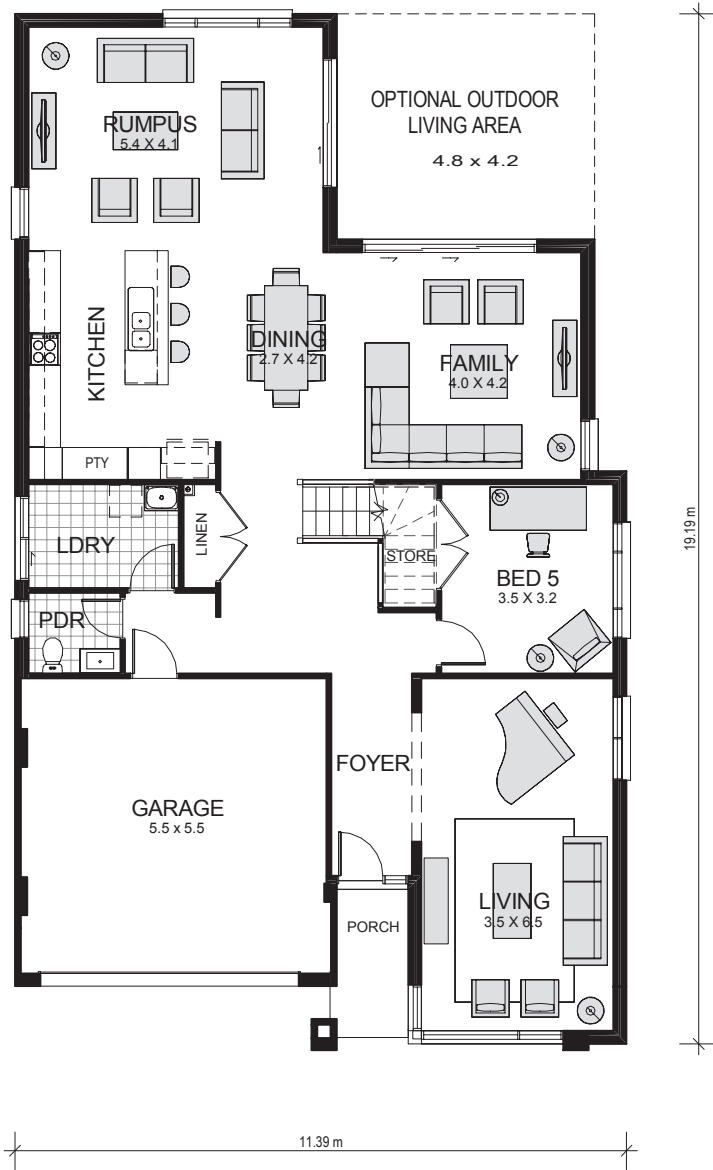 OPTIONAL OUTDOOR
LIVING AREA
4.8 x 4.2
RUMPUS
5.4 X 4.1
KITCHEN
DINING
2.7 X 4.2
FAMILY
4.0 X 4.2
PTY
LINEN
LDRY
STORE
BED 5
3.5 X 3.2
PDR
FOYER
GARAGE
5.5 x 5.5
LIVING
3.5 X 6.5
PORCH
19.19 m
11.39 m